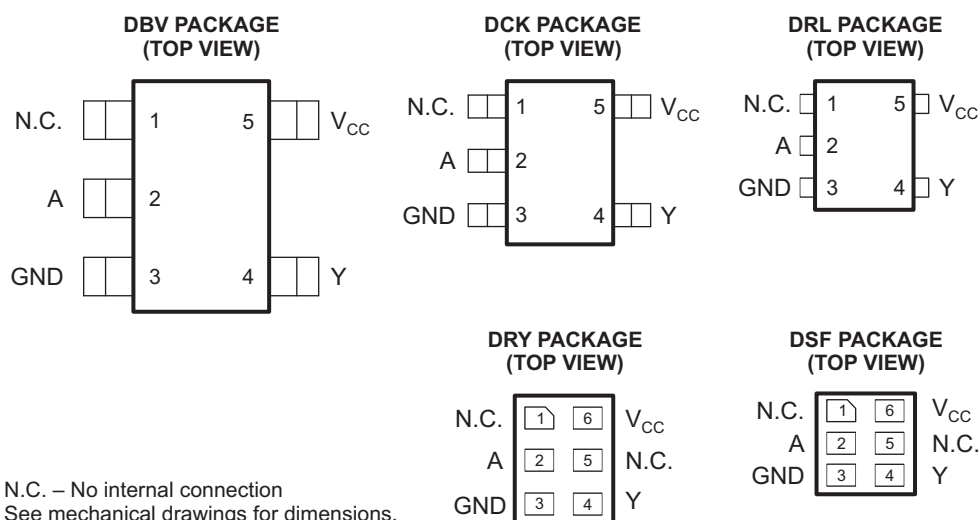 DBV PACKAGE
(TOP VIEW)
N.C. 1 5 VCC
A 2
GND 3 4 Y
DCK PACKAGE
(TOP VIEW)
N.C. 1 5 VCC
A 2
GND 3 4 Y
DRL PACKAGE
(TOP VIEW)
N.C. 1 5 VCC
A 2
GND 3 4 Y
DRY PACKAGE
(TOP VIEW)
N.C. 1 6 VCC
A 2 5 N.C.
GND 3 4 Y
DSF PACKAGE
(TOP VIEW)
N.C. 1 6 VCC
A 2 5 N.C.
GND 3 4 Y
N.C. – No internal connection
See mechanical drawings for dimensions.